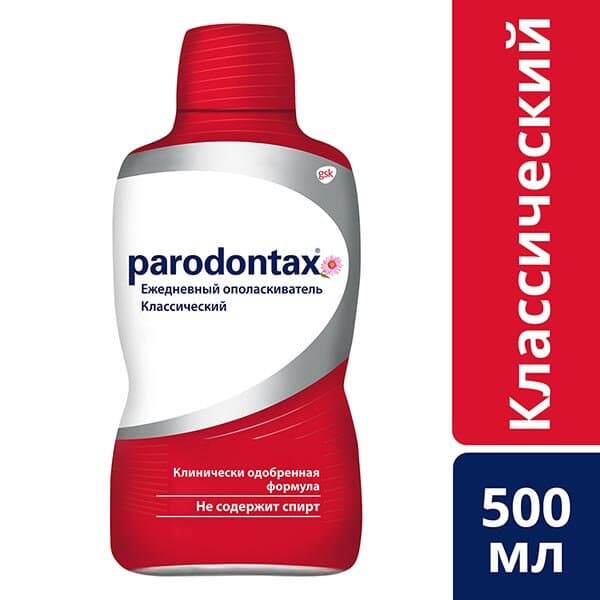 gsk
parodontax®
Ежедневный ополаскиватель
Классический
Клинически одобренная
формула
Не содержит спирт
Классический
500
мл